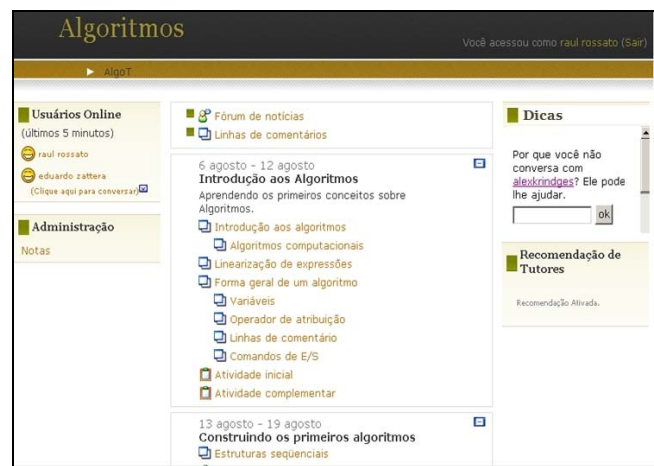 Algoritmos
Você acessou como raul rossato (Sair)
AlgoT
Usuários Online
(últimos 5 minutos)
raul rossato
eduardo zattera
(Clique aqui para conversar)
Administração
Notas
Fórum de notícias
Linhas de comentários
6 agosto - 12 agosto
Introdução aos Algoritmos
Aprendendo os primeiros conceitos sobre
Algoritmos.
Introdução aos algoritmos
Algoritmos computacionais
Linearização de expressões
Forma geral de um algoritmo
Variáveis
Operador de atribuição
Linhas de comentário
Comandos de E/S
Atividade inicial
Atividade complementar
13 agosto - 19 agosto
Construindo os primeiros algoritmos
Estruturas seqüenciais
Dicas
Por que você não
conversa com
alexkrindges? Ele pode
lhe ajudar.
ok
Recomendação de
Tutores
Recomendação Ativada.